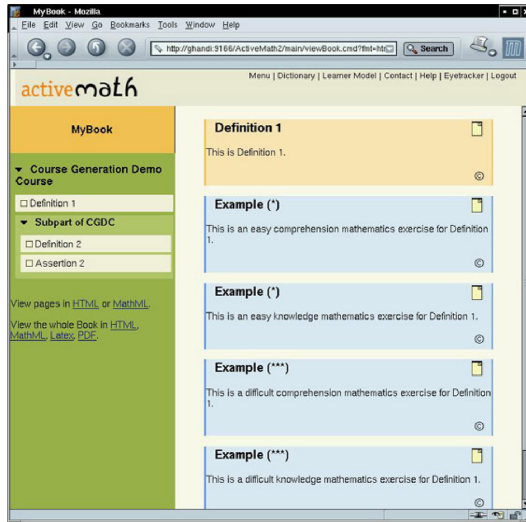 MyBook - Mozilla
File Edit View Go Bookmarks Tools Window Help
http://ghandi:9166/ActiveMath2/main/viewBook.cmd?fmt=ht
Search
Menu | Dictionary | Learner Model | Contact | Help | Eyetracker | Logout
activemath
MyBook
Course Generation Demo
Course
Definition 1
Subpart of CGDC
Definition 2
Assertion 2
View pages in HTML or MathML.
View the whole Book in HTML,
MathML, Latex, PDF.
Definition 1
This is Definition 1.
©
Example (*)
This is an easy comprehension mathematics exercise for Definition
1.
©
Example (*)
This is an easy knowledge mathematics exercise for Definition 1.
©
Example (***)
This is a difficult comprehension mathematics exercise for Definition
1.
©
Example (***)
This is a difficult knowledge mathematics exercise for Definition 1.
©